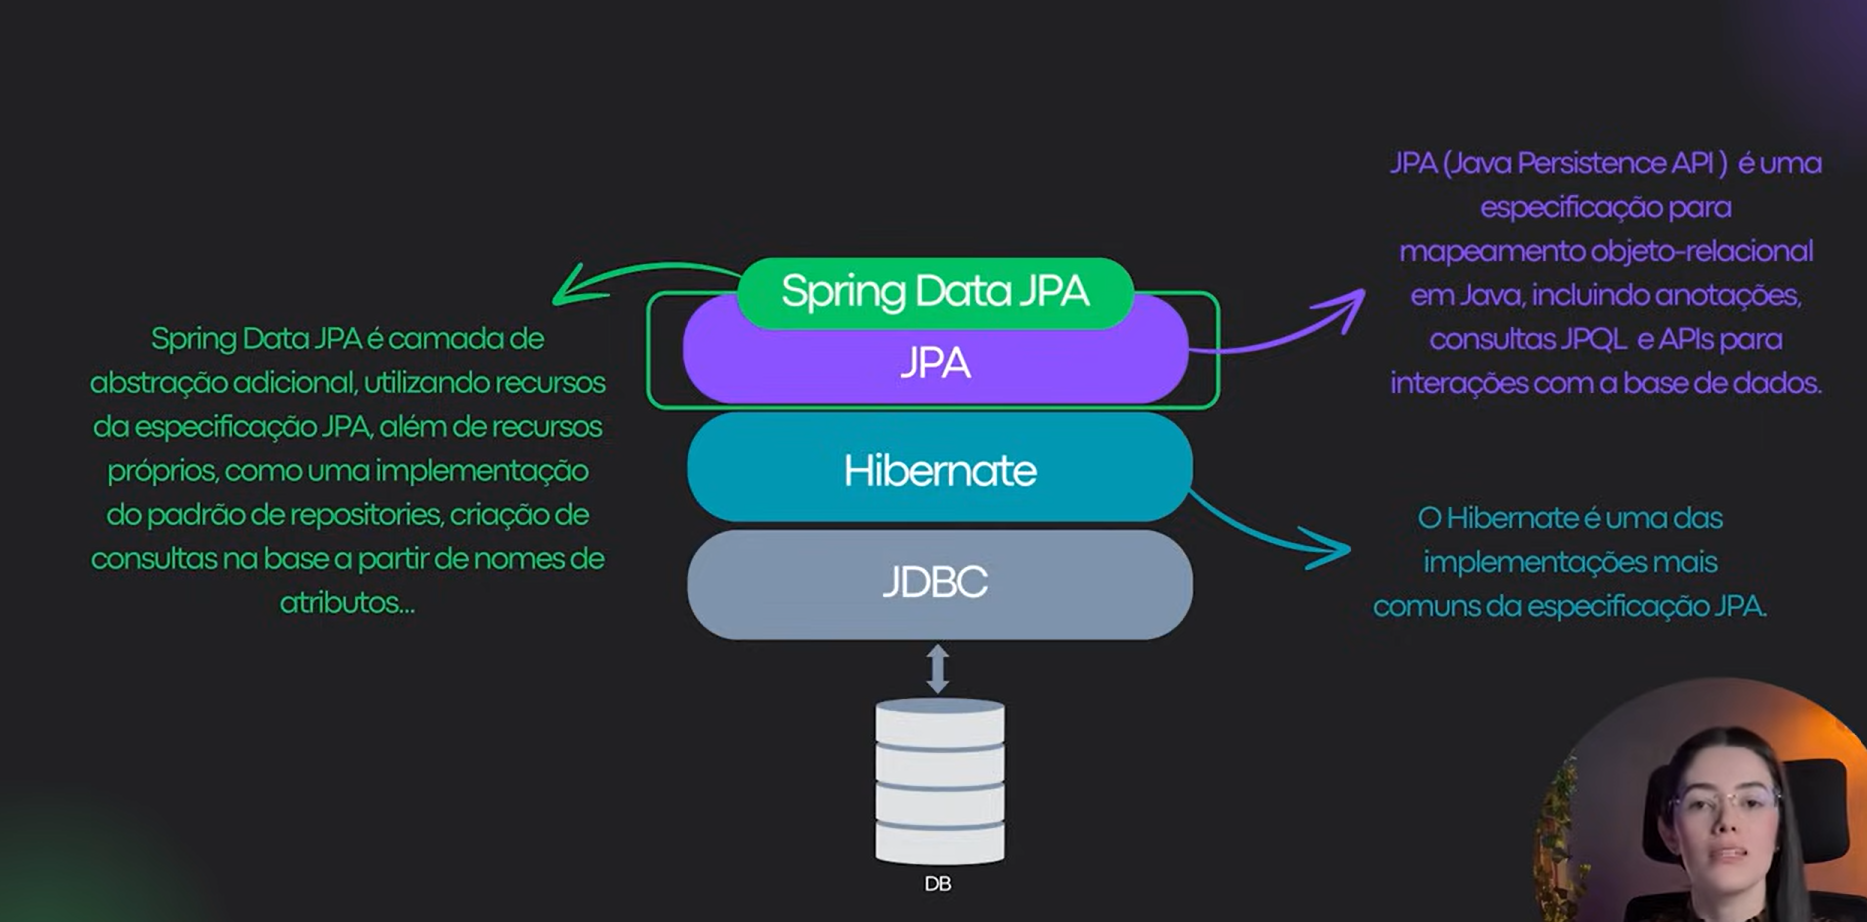 Spring Data JPA
JPA
Hibernate
JDBC
DB
Spring Data JPA é camada de
abstração adicional, utilizando recursos
da especificação JPA, além de recursos
próprios, como uma implementação
do padrão de repositories, criação de
consultas na base a partir de nomes de
atributos...
JPA (Java Persistence API ) é uma
especificação para
mapeamento objeto-relacional
em Java, incluindo anotações,
consultas JPQL e APIs para
interações com a base de dados.
O Hibernate é uma das
implementações mais
comuns da especificação JPA.